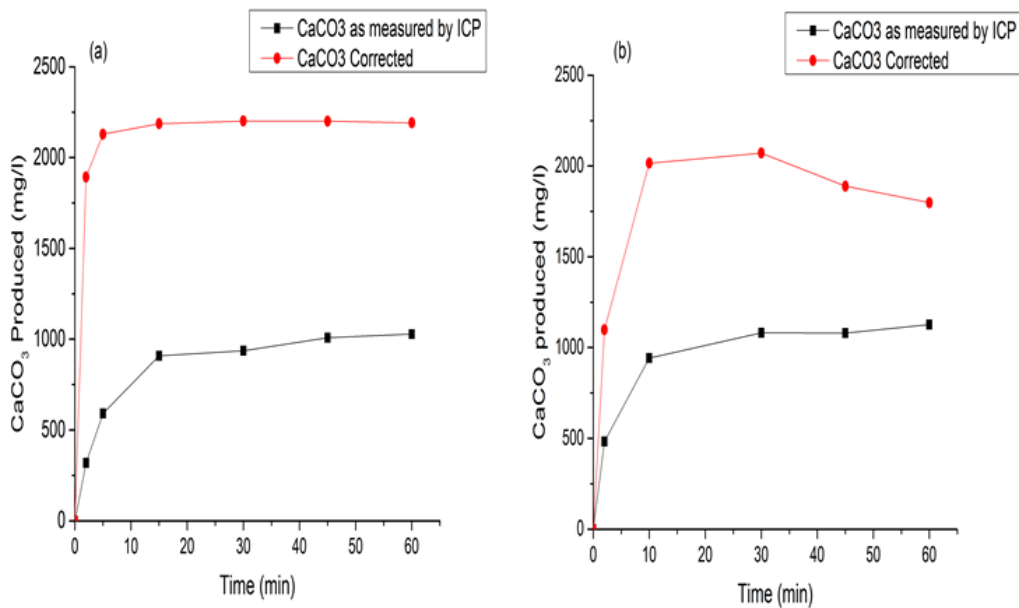 (a)
CaCO3 as measured by ICP
CaCO3 Corrected
2500
2000
1500
1000
500
0
CaCO₃ Produced (mg/l)
0 10 20 30 40 50 60
Time (min)
(b)
CaCO3 as measured by ICP
CaCO3 Corrected
2500
2000
1500
1000
500
0
CaCO₃ produced (mg/l)
0 10 20 30 40 50 60
Time (min)